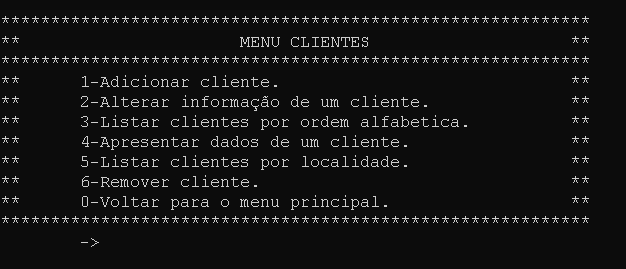 ***********************************************************
** MENU CLIENTES **
***********************************************************
** 1-Adicionar cliente. **
** 2-Alterar informação de um cliente. **
** 3-Listar clientes por ordem alfabetica. **
** 4-Apresentar dados de um cliente. **
** 5-Listar clientes por localidade. **
** 6-Remover cliente. **
** 0-Voltar para o menu principal. **
***********************************************************
->